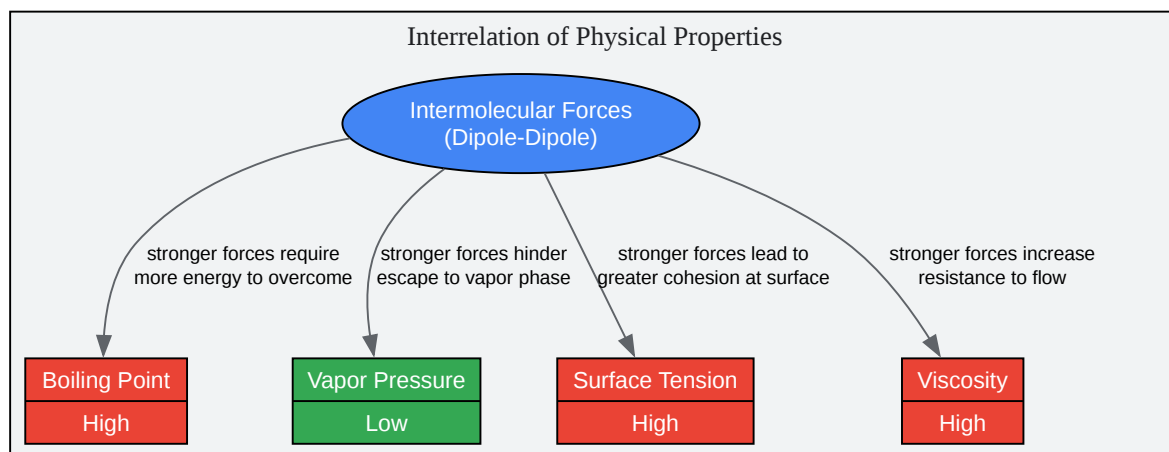 Interrelation of Physical Properties
Intermolecular Forces
(Dipole-Dipole)
stronger forces require
more energy to overcome
stronger forces hinder
escape to vapor phase
stronger forces lead to
greater cohesion at surface
stronger forces increase
resistance to flow
Boiling Point
High
Vapor Pressure
Low
Surface Tension
High
Viscosity
High